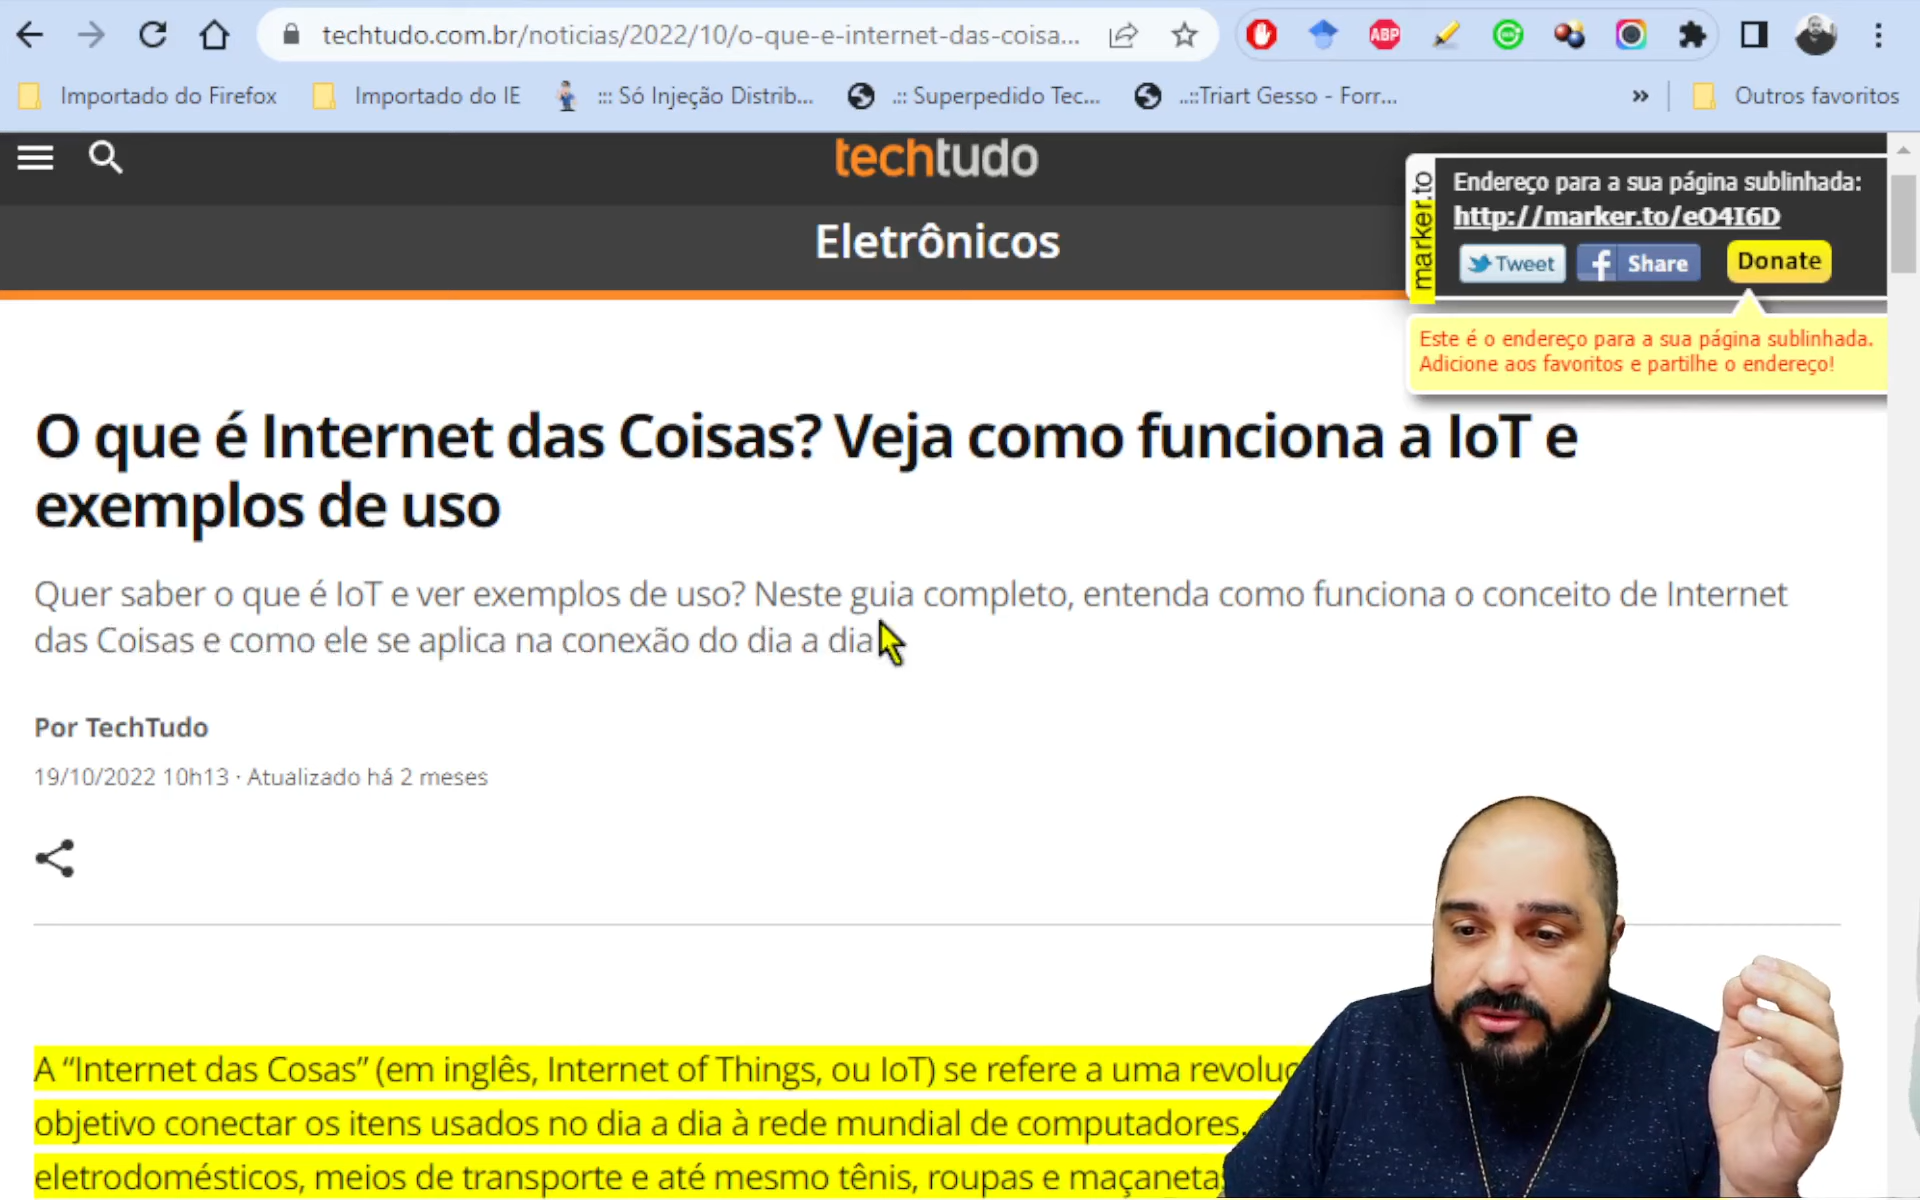 techtudo.com.br/noticias/2022/10/o-que-e-internet-das-coisa...
ABP
Importado do Firefox
Importado do IE
::: Só Injeção Distrib...
.:: Superpedido Tec...
..::Triart Gesso - Forr...
»
Outros favoritos
techtudo
Eletrônicos
marker.to
Endereço para a sua página sublinhada:
http://marker.to/eO4I6D
Tweet
Share
Donate
Este é o endereço para a sua página sublinhada.
Adicione aos favoritos e partilhe o endereço!
O que é Internet das Coisas? Veja como funciona a IoT e
exemplos de uso
Quer saber o que é IoT e ver exemplos de uso? Neste guia completo, entenda como funciona o conceito de Internet
das Coisas e como ele se aplica na conexão do dia a dia
Por TechTudo
19/10/2022 10h13 · Atualizado há 2 meses
A “Internet das Cosas” (em inglês, Internet of Things, ou IoT) se refere a uma
objetivo conectar os itens usados no dia a dia à rede mundial de computadores.
eletrodomésticos, meios de transporte e até mesmo tênis, roupas e